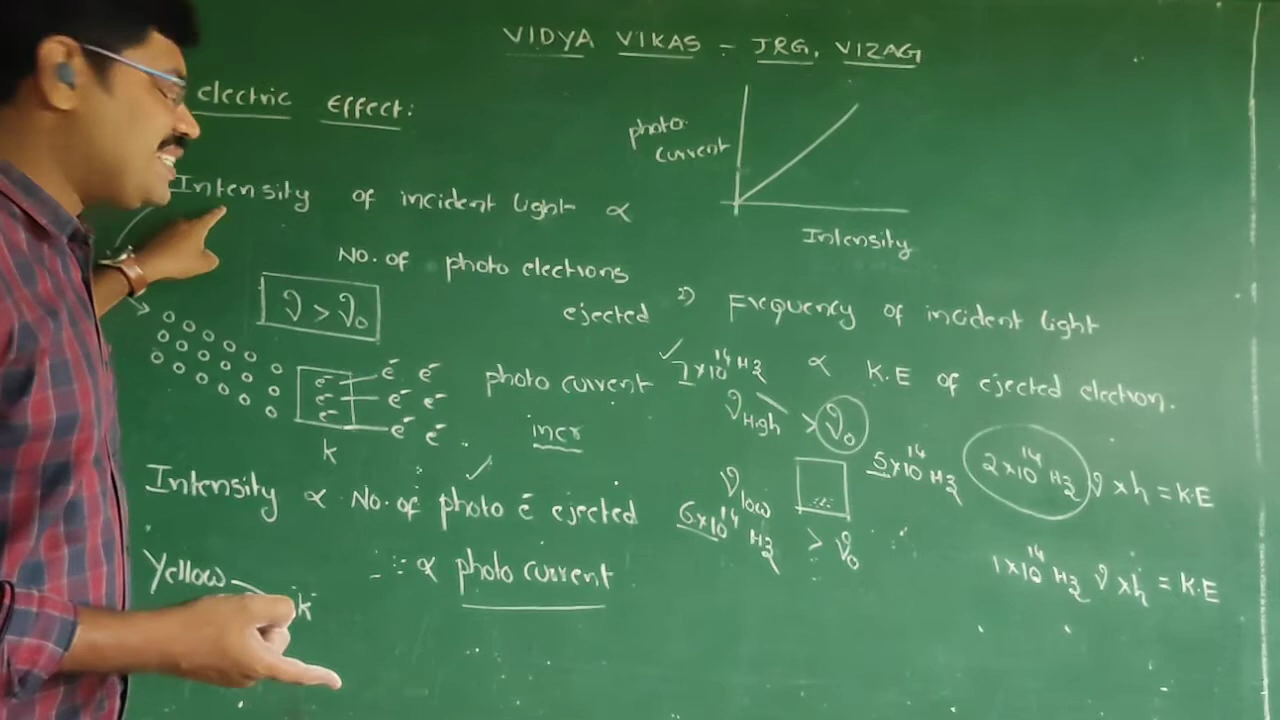 VIDYA VIKAS - JRG, VIZAG
electric Effect:
Intensity of incident light ∝
No. of photo electrons
ejected
ν > ν₀
e⁻ e⁻ e⁻
e⁻ e⁻ e⁻
e⁻ e⁻ e⁻
k
photo current
incr
Intensity ∝ No. of photo e⁻ ejected
∴ ∝ photo current
Yellow
k
photo
current
Intensity
2) Frequency of incident light
∝ K.E of ejected electron.
7×10¹⁴ Hz
ν High > ν₀
5×10¹⁴ Hz
2×10¹⁴ Hz ν × h = K.E
ν low
6×10¹⁴ Hz > ν₀
1×10¹⁴ Hz ν × h = K.E